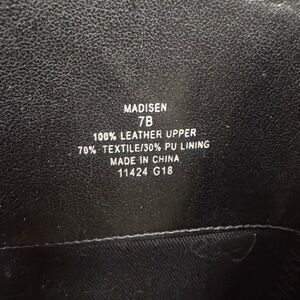 MADISEN
7B
100% LEATHER UPPER
70% TEXTILE/30% PU LINING
MADE IN CHINA
11424 G18